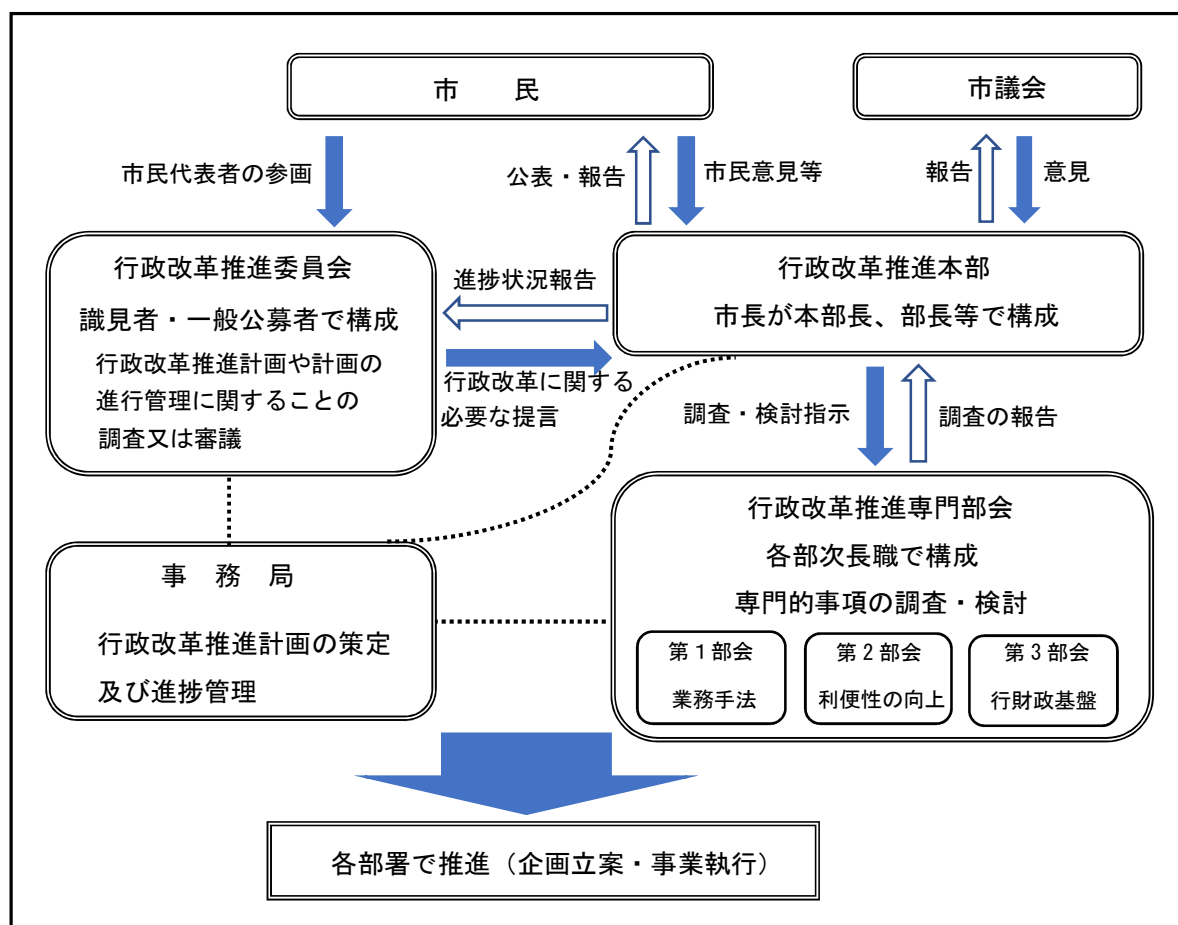 市　　民
市議会
市民代表者の参画
公表・報告
市民意見等
報告
意見
行政改革推進委員会
識見者・一般公募者で構成
行政改革推進計画や計画の
進行管理に関することの
調査又は審議
進捗状況報告
行政改革に関する
必要な提言
行政改革推進本部
市長が本部長、部長等で構成
調査・検討指示
調査の報告
事　務　局
行政改革推進計画の策定
及び進捗管理
行政改革推進専門部会
各部次長職で構成
専門的事項の調査・検討
第１部会
業務手法
第２部会
利便性の向上
第３部会
行財政基盤
各部署で推進（企画立案・事業執行）